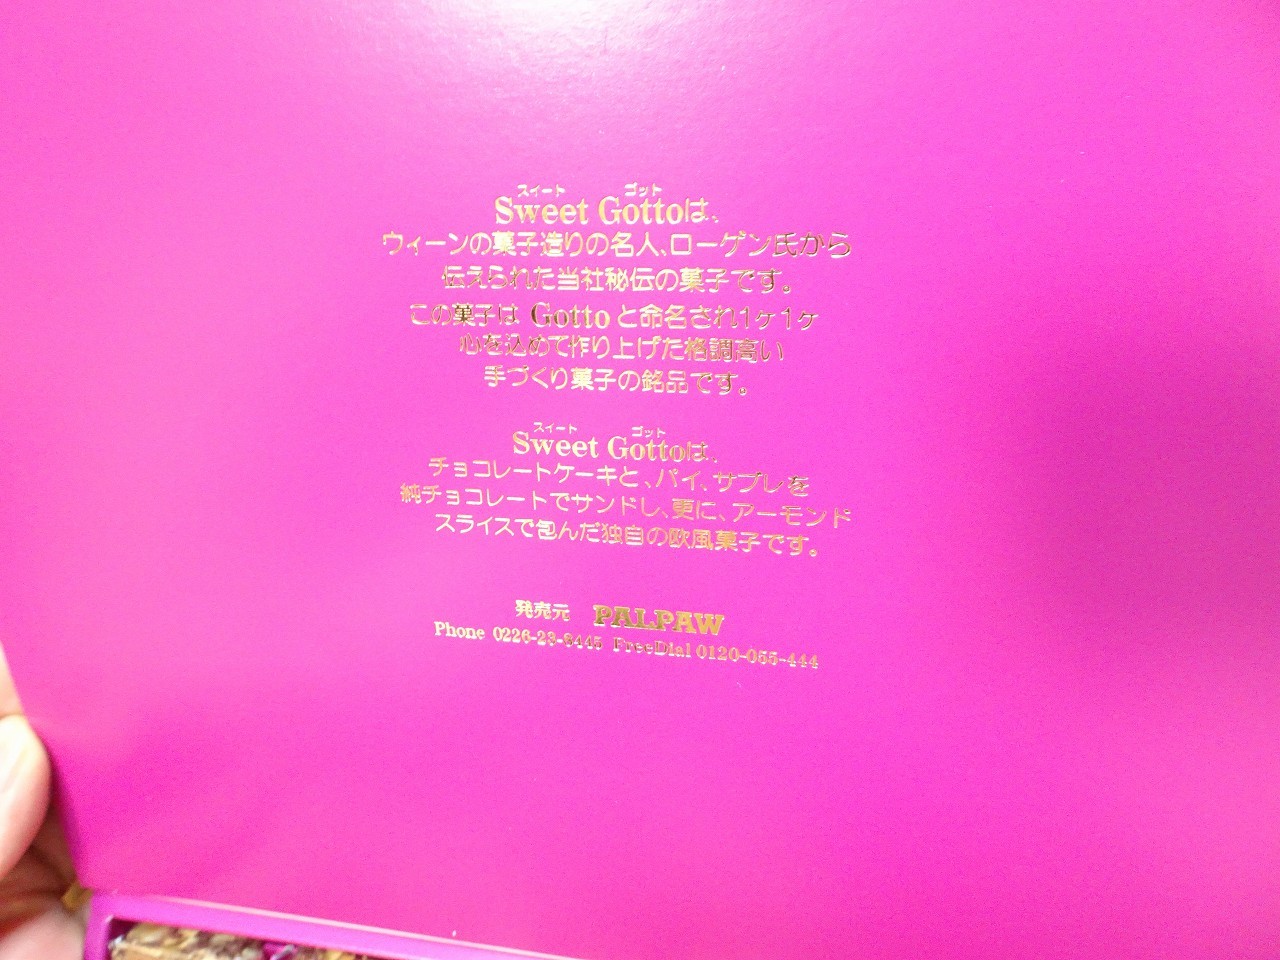 スイート ゴット
Sweet Gottoは、
ウィーンの菓子造りの名人、ローゲン氏から
伝えられた当社秘伝の菓子です。
この菓子は Gottoと命名され1ヶ1ヶ
心を込めて作り上げた格調高い
手づくり菓子の銘品です。
スイート ゴット
Sweet Gottoは、
チョコレートケーキと、パイ、サブレを
純チョコレートでサンドし、更に、アーモンド
スライスで包んだ独自の欧風菓子です。
発売元 PALPAW
Phone 0226-23-8445 FreeDial 0120-055-444